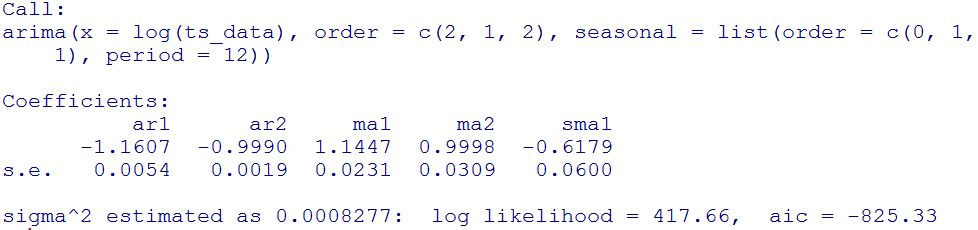 Call:
arima(x = log(ts_data), order = c(2, 1, 2), seasonal = list(order = c(0, 1,
    1), period = 12))
Coefficients:
          ar1      ar2     ma1     ma2     sma1
      -1.1607  -0.9990  1.1447  0.9998  -0.6179
s.e.   0.0054   0.0019  0.0231  0.0309   0.0600
sigma^2 estimated as 0.0008277:  log likelihood = 417.66,  aic = -825.33